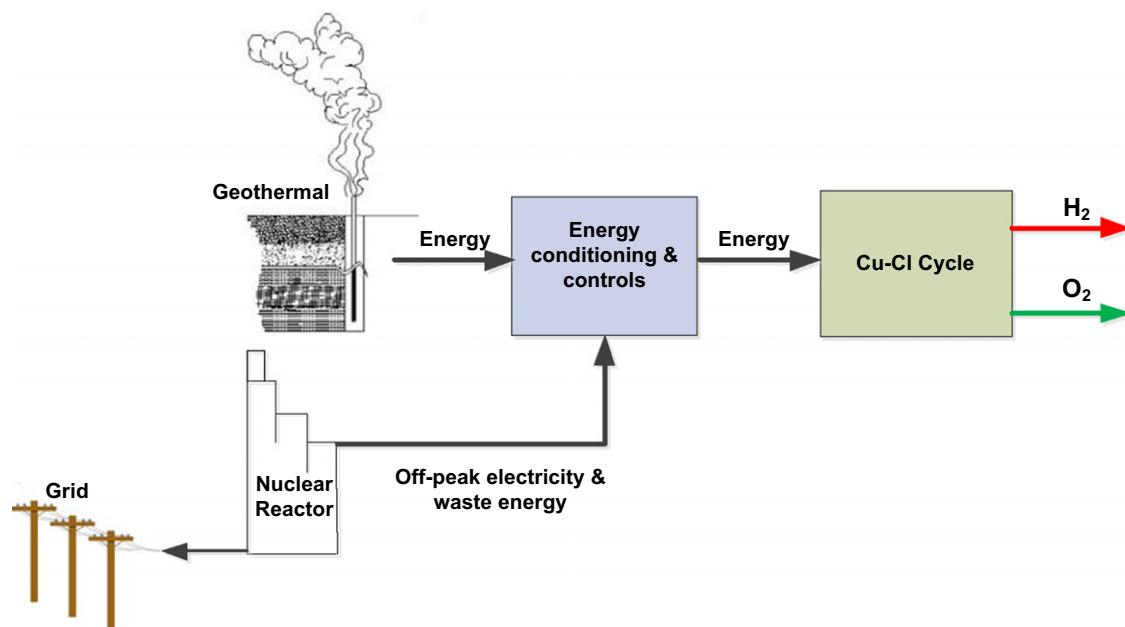 Geothermal
Energy
Energy
conditioning &
controls
Energy
Cu-Cl Cycle
H₂
O₂
Off-peak electricity &
waste energy
Nuclear
Reactor
Grid